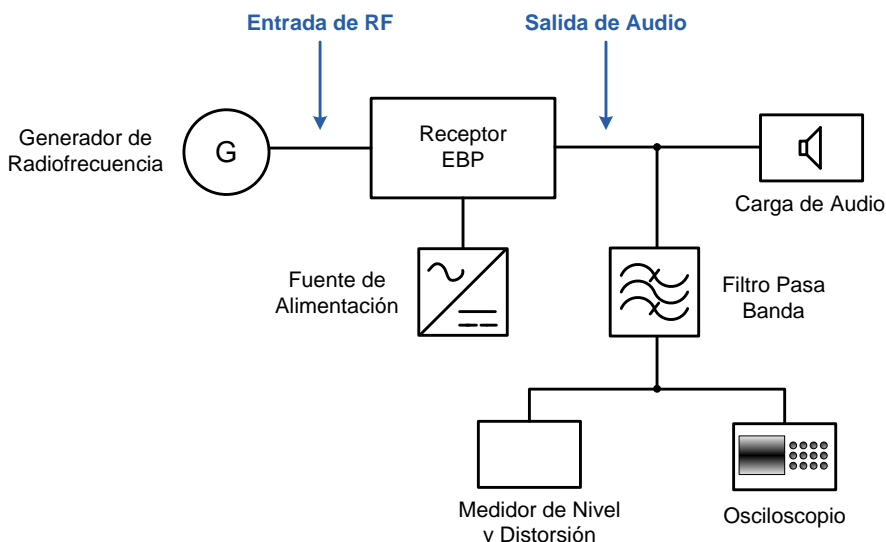 Entrada de RF
Salida de Audio
Generador de
Radiofrecuencia
G
Receptor
EBP
Carga de Audio
Fuente de
Alimentación
Filtro Pasa
Banda
Medidor de Nivel
y Distorsión
Osciloscopio